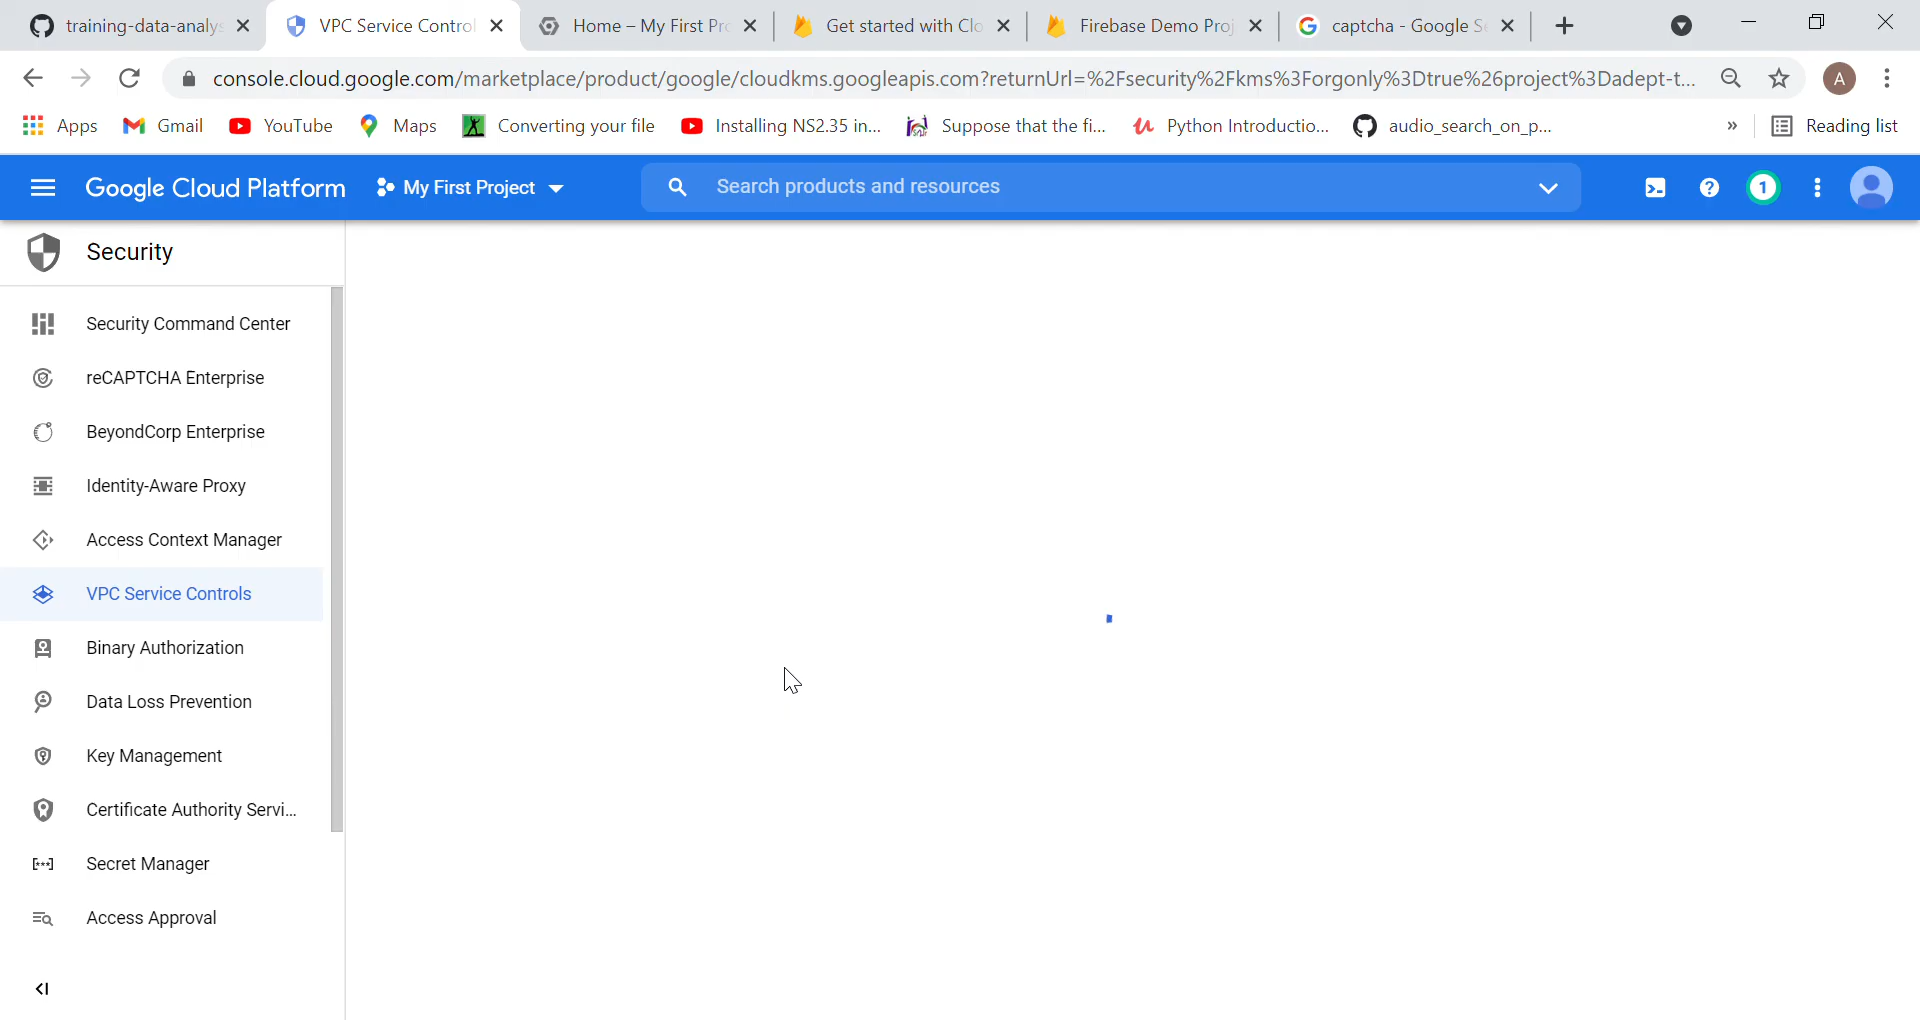 training-data-analys
VPC Service Control
Home – My First Pro
Get started with Clo
Firebase Demo Proj
captcha - Google Se
console.cloud.google.com/marketplace/product/google/cloudkms.googleapis.com?returnUrl=%2Fsecurity%2Fkms%3Forgonly%3Dtrue%26project%3Dadept-t...
A
Apps
Gmail
YouTube
Maps
Converting your file
Installing NS2.35 in...
Suppose that the fi...
Python Introductio...
audio_search_on_p...
»
Reading list
Google Cloud Platform
My First Project
Search products and resources
1
Security
Security Command Center
reCAPTCHA Enterprise
BeyondCorp Enterprise
Identity-Aware Proxy
Access Context Manager
VPC Service Controls
Binary Authorization
Data Loss Prevention
Key Management
Certificate Authority Servi...
Secret Manager
Access Approval